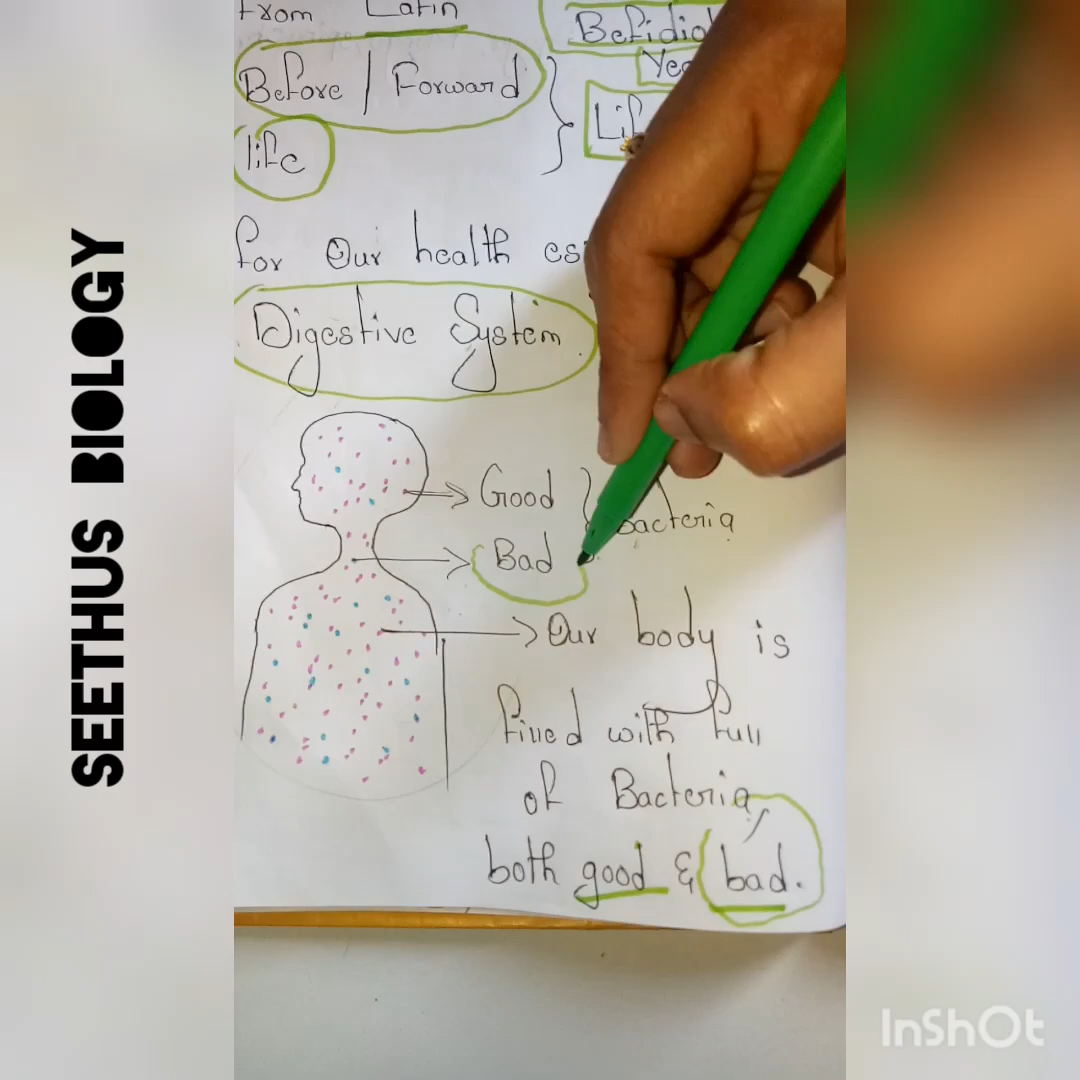 SEETHUS BIOLOGY
from Latin
Before / Forward
life
for Our health
Digestive System.
Good
Bad
bacteria
Our body is
filled with full
of Bacteria,
both good & bad.
InShOt